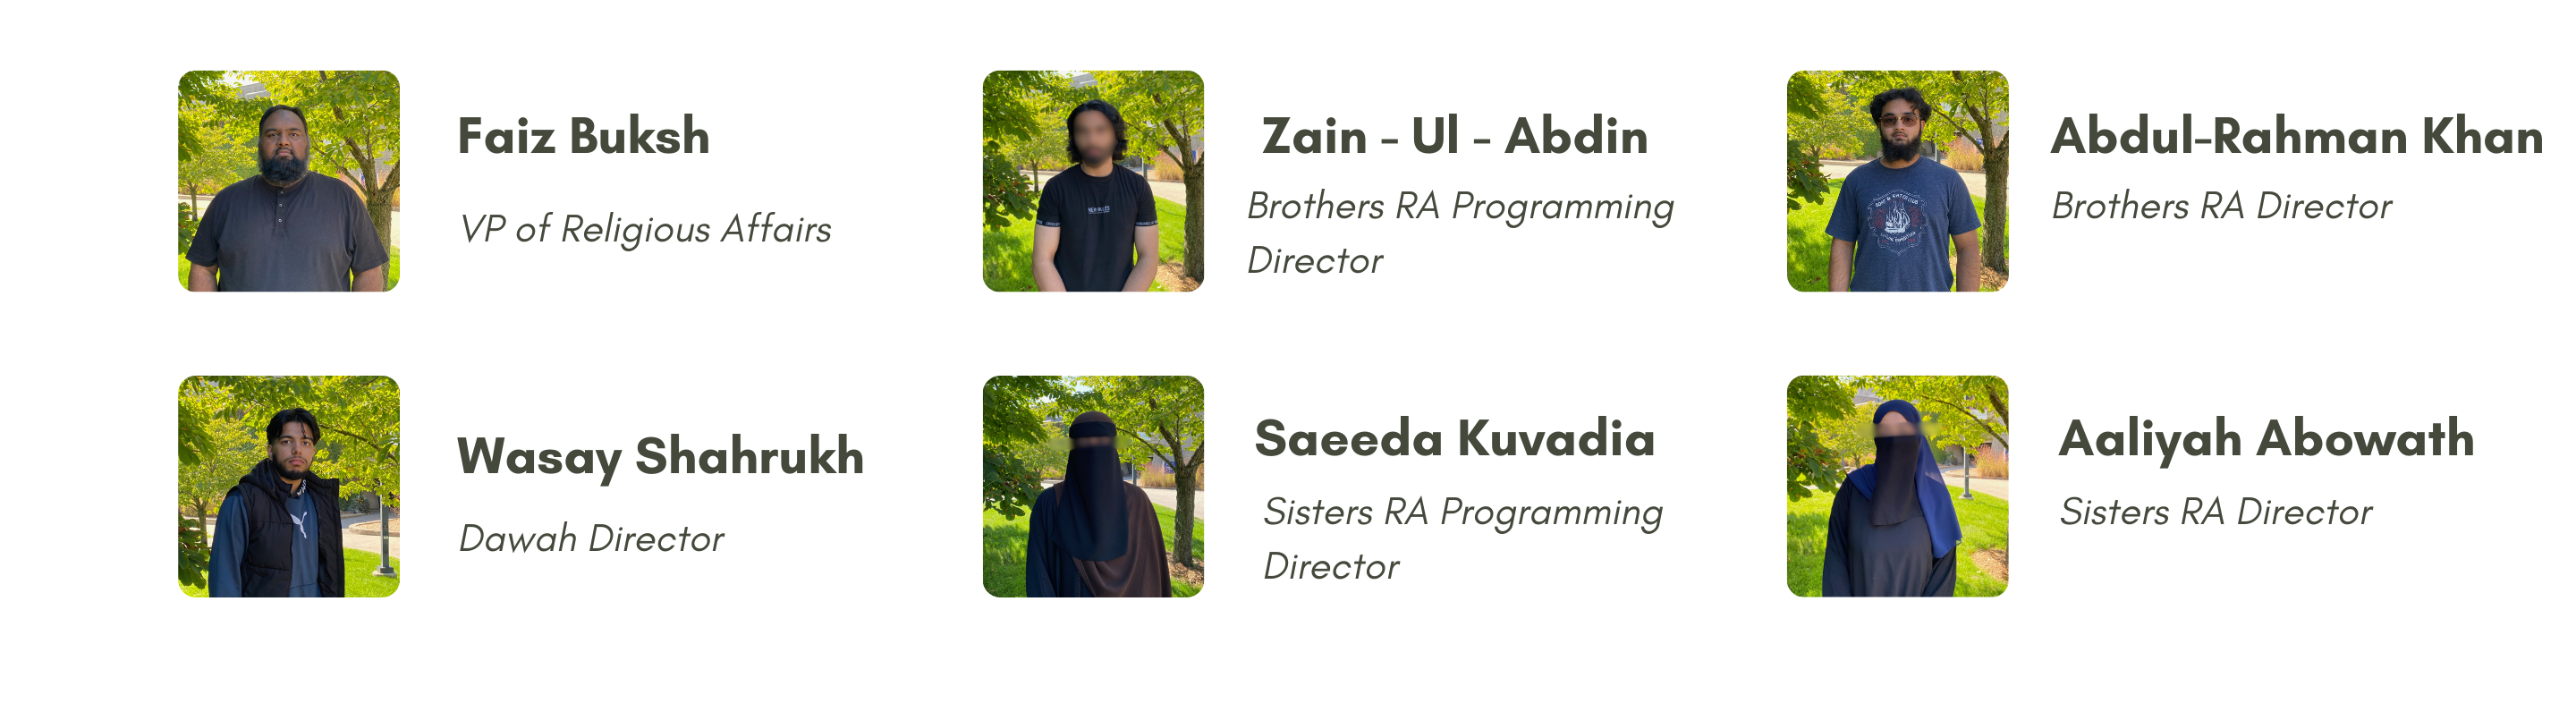 Faiz Buksh
VP of Religious Affairs
Zain - Ul - Abdin
Brothers RA Programming
Director
Abdul-Rahman Khan
Brothers RA Director
Wasay Shahrukh
Dawah Director
Saeeda Kuvadia
Sisters RA Programming
Director
Aaliyah Abowath
Sisters RA Director